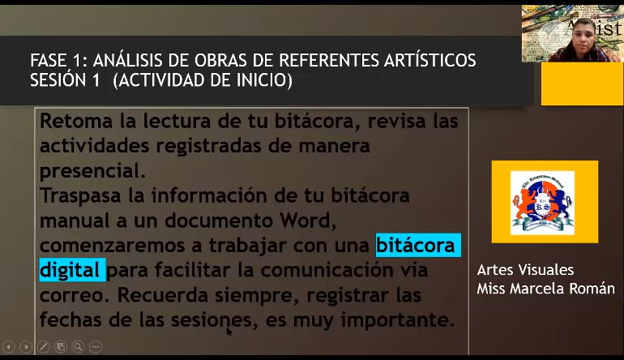 FASE 1: ANÁLISIS DE OBRAS DE REFERENTES ARTÍSTICOS
SESIÓN 1 (ACTIVIDAD DE INICIO)
Retoma la lectura de tu bitácora, revisa las
actividades registradas de manera
presencial.
Traspasa la información de tu bitácora
manual a un documento Word,
comenzaremos a trabajar con una bitácora
digital para facilitar la comunicación vía
correo. Recuerda siempre, registrar las
fechas de las sesiones, es muy importante.
Artes Visuales
Miss Marcela Román